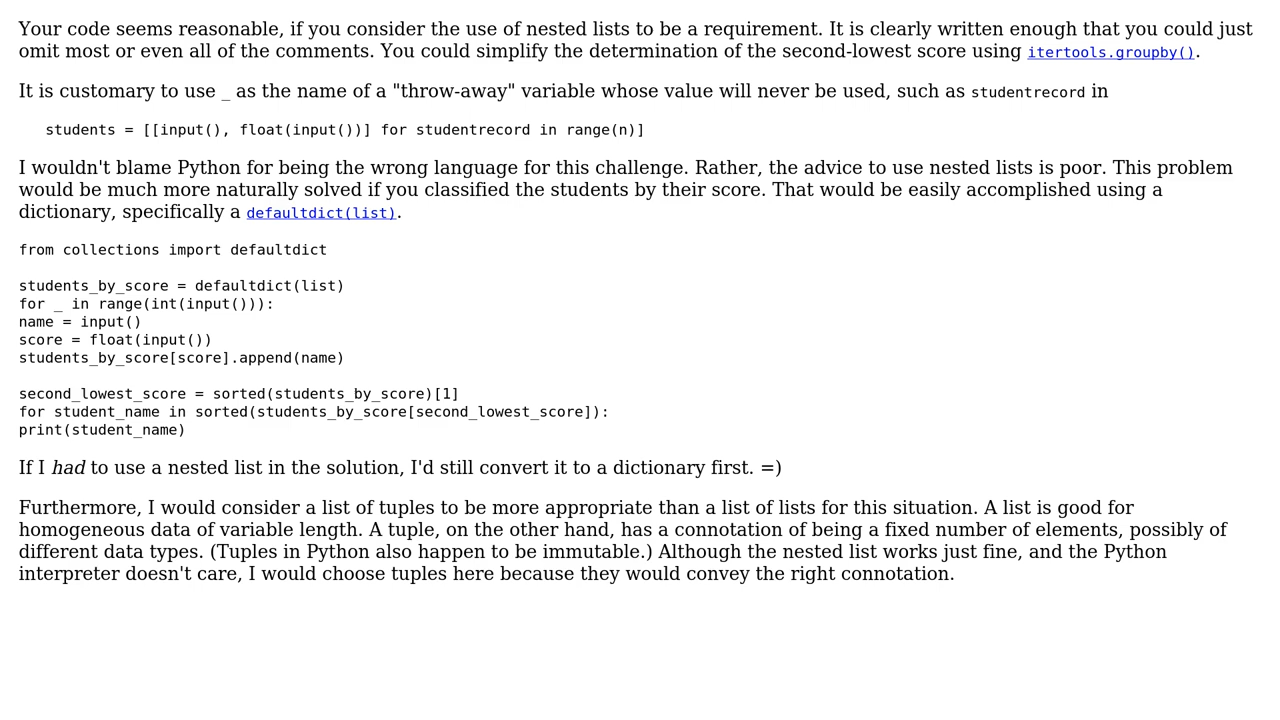 Your code seems reasonable, if you consider the use of nested lists to be a requirement. It is clearly written enough that you could just
omit most or even all of the comments. You could simplify the determination of the second-lowest score using itertools.groupby().
It is customary to use _ as the name of a "throw-away" variable whose value will never be used, such as studentrecord in
students = [[input(), float(input())] for studentrecord in range(n)]
I wouldn't blame Python for being the wrong language for this challenge. Rather, the advice to use nested lists is poor. This problem
would be much more naturally solved if you classified the students by their score. That would be easily accomplished using a
dictionary, specifically a defaultdict(list).
from collections import defaultdict
students_by_score = defaultdict(list)
for _ in range(int(input())):
name = input()
score = float(input())
students_by_score[score].append(name)
second_lowest_score = sorted(students_by_score)[1]
for student_name in sorted(students_by_score[second_lowest_score]):
print(student_name)
If I had to use a nested list in the solution, I'd still convert it to a dictionary first. =)
Furthermore, I would consider a list of tuples to be more appropriate than a list of lists for this situation. A list is good for
homogeneous data of variable length. A tuple, on the other hand, has a connotation of being a fixed number of elements, possibly of
different data types. (Tuples in Python also happen to be immutable.) Although the nested list works just fine, and the Python
interpreter doesn't care, I would choose tuples here because they would convey the right connotation.